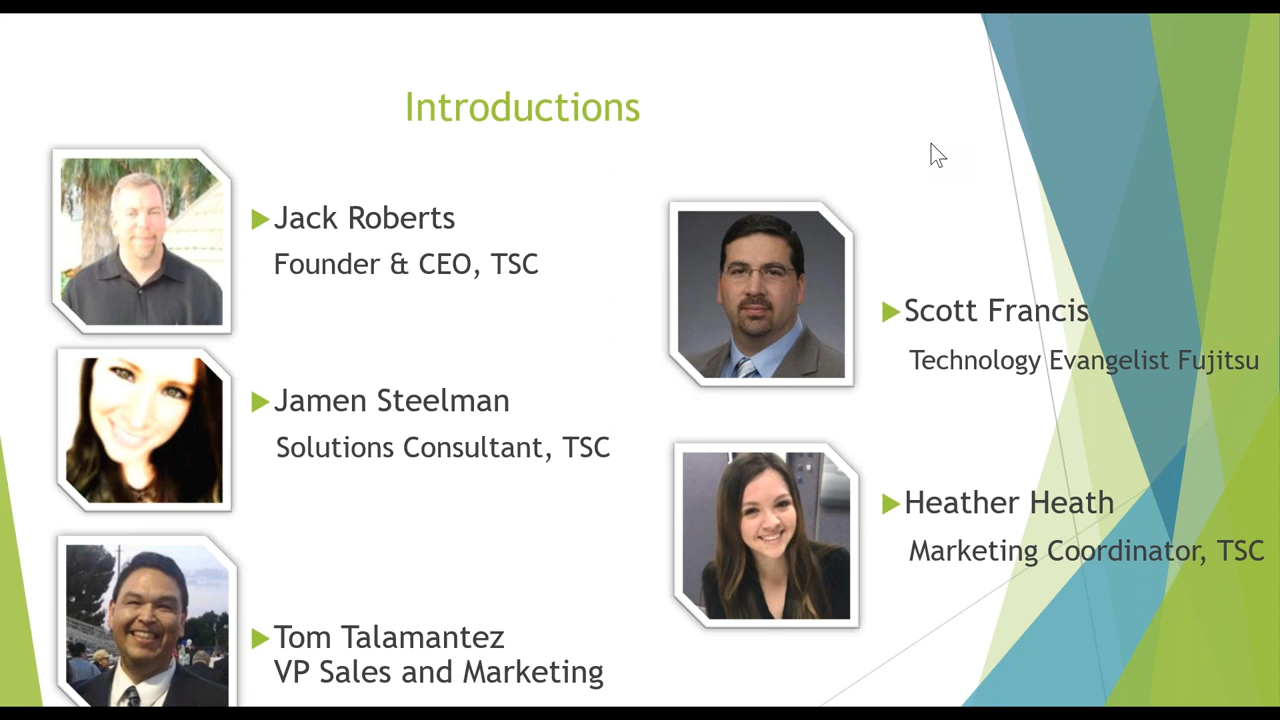 Introductions
Jack Roberts
Founder & CEO, TSC
Jamen Steelman
Solutions Consultant, TSC
Tom Talamantez
VP Sales and Marketing
Scott Francis
Technology Evangelist Fujitsu
Heather Heath
Marketing Coordinator, TSC